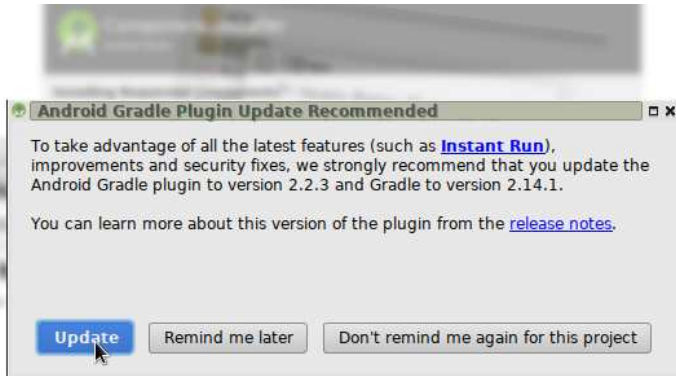 Android Gradle Plugin Update Recommended
To take advantage of all the latest features (such as Instant Run),
improvements and security fixes, we strongly recommend that you update the
Android Gradle plugin to version 2.2.3 and Gradle to version 2.14.1.
You can learn more about this version of the plugin from the release notes.
Update
Remind me later
Don't remind me again for this project